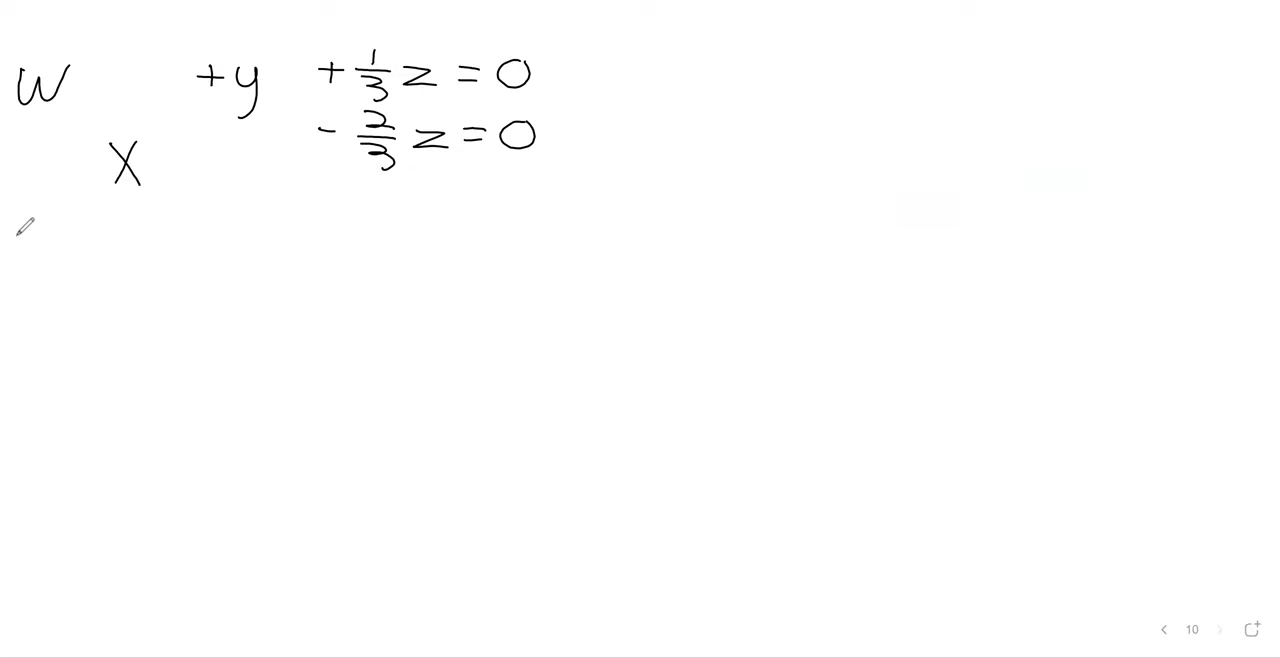 w + y + 1/3 z = 0
x - 2/3 z = 0
10